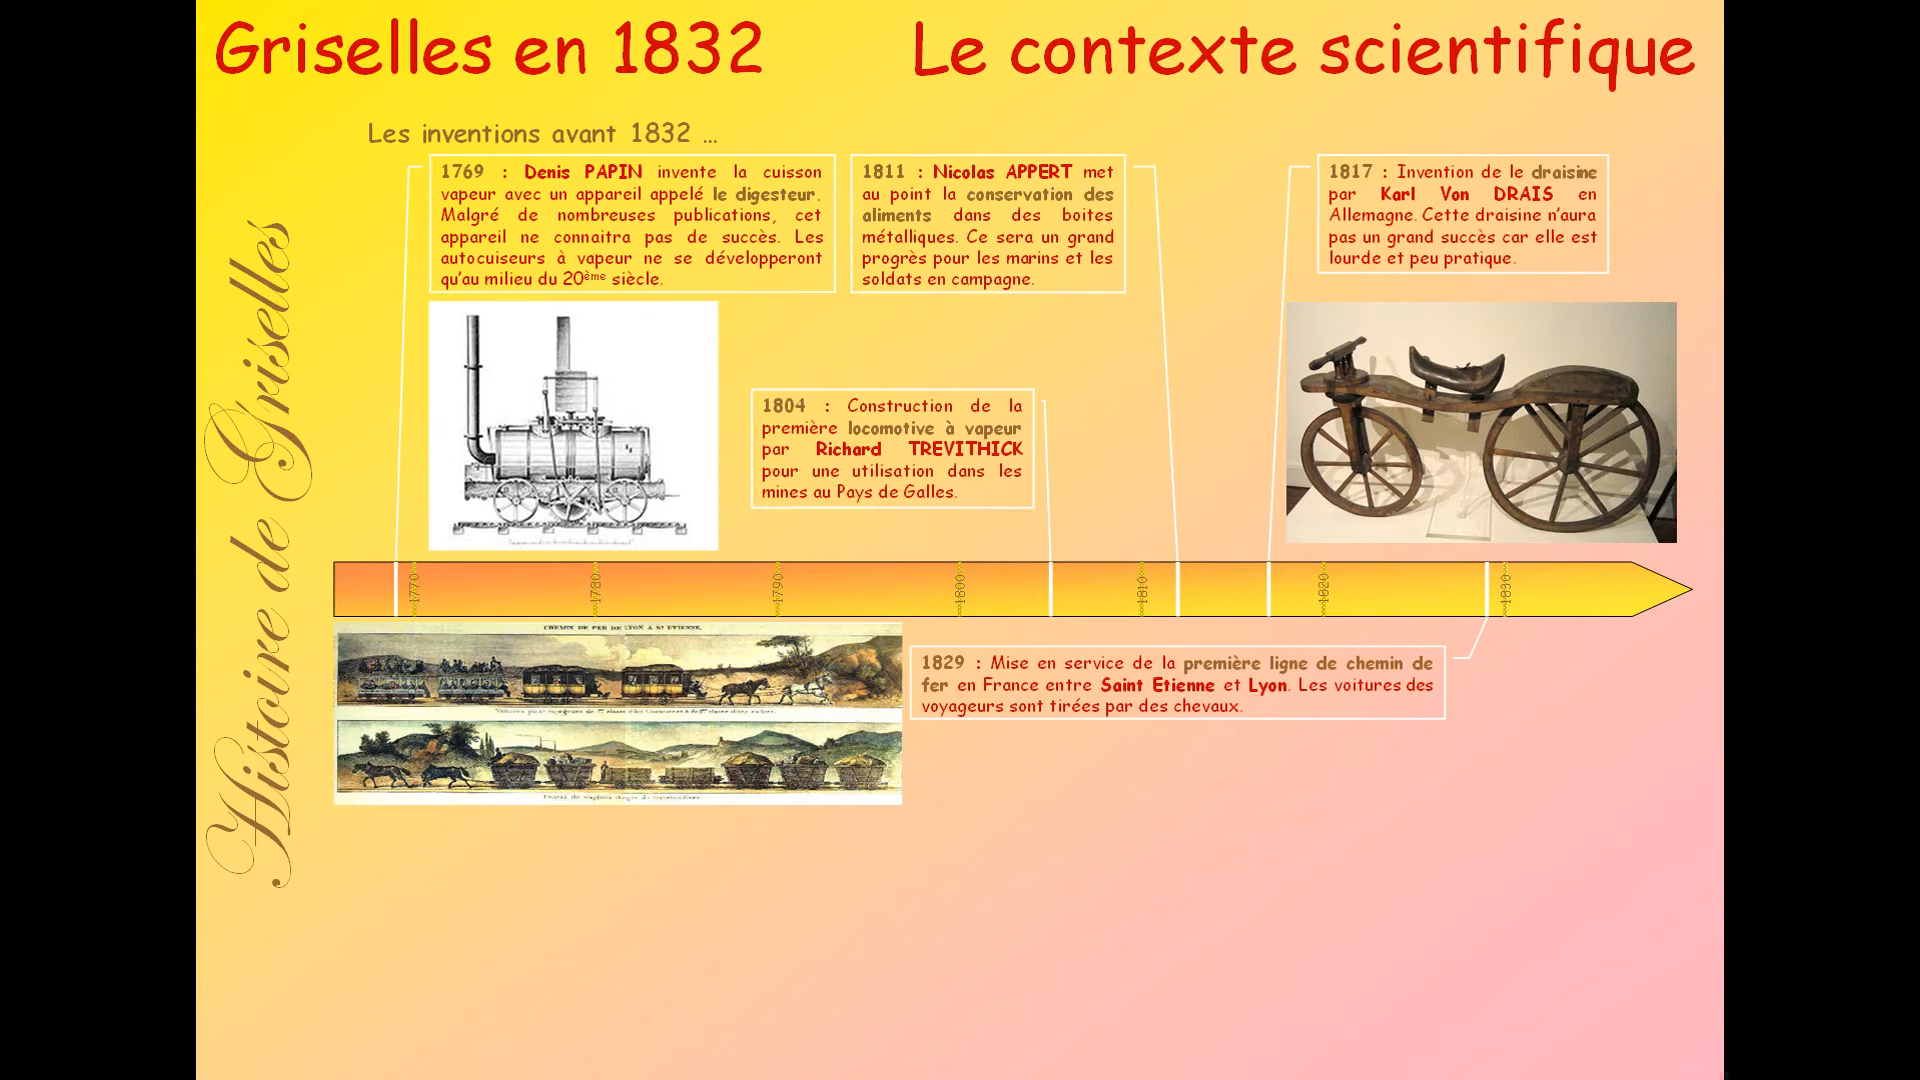 Griselles en 1832
Le contexte scientifique
Les inventions avant 1832 ...
1769 : Denis PAPIN invente la cuisson
vapeur avec un appareil appelé le digesteur.
Malgré de nombreuses publications, cet
appareil ne connaitra pas de succès. Les
autocuiseurs à vapeur ne se développeront
qu'au milieu du 20ème siècle.
1811 : Nicolas APPERT met
au point la conservation des
aliments dans des boites
métalliques. Ce sera un grand
progrès pour les marins et les
soldats en campagne.
1817 : Invention de le draisine
par Karl Von DRAIS en
Allemagne. Cette draisine n'aura
pas un grand succès car elle est
lourde et peu pratique.
Histoire de Griselles
1804 : Construction de la
première locomotive à vapeur
par Richard TREVITHICK
pour une utilisation dans les
mines au Pays de Galles.
1770
1780
1790
1800
1810
1820
1830
CHEMIN DE FER DE LYON A St ETIENNE.
1829 : Mise en service de la première ligne de chemin de
fer en France entre Saint Etienne et Lyon. Les voitures des
voyageurs sont tirées par des chevaux.